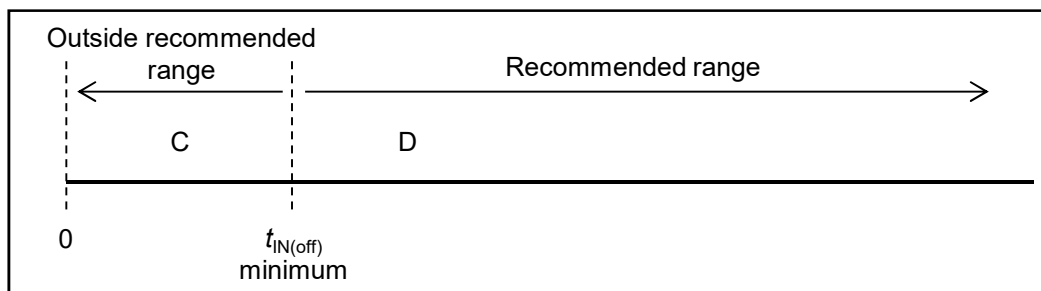 Outside recommended
range
Recommended range
C
D
0
tIN(off)
minimum